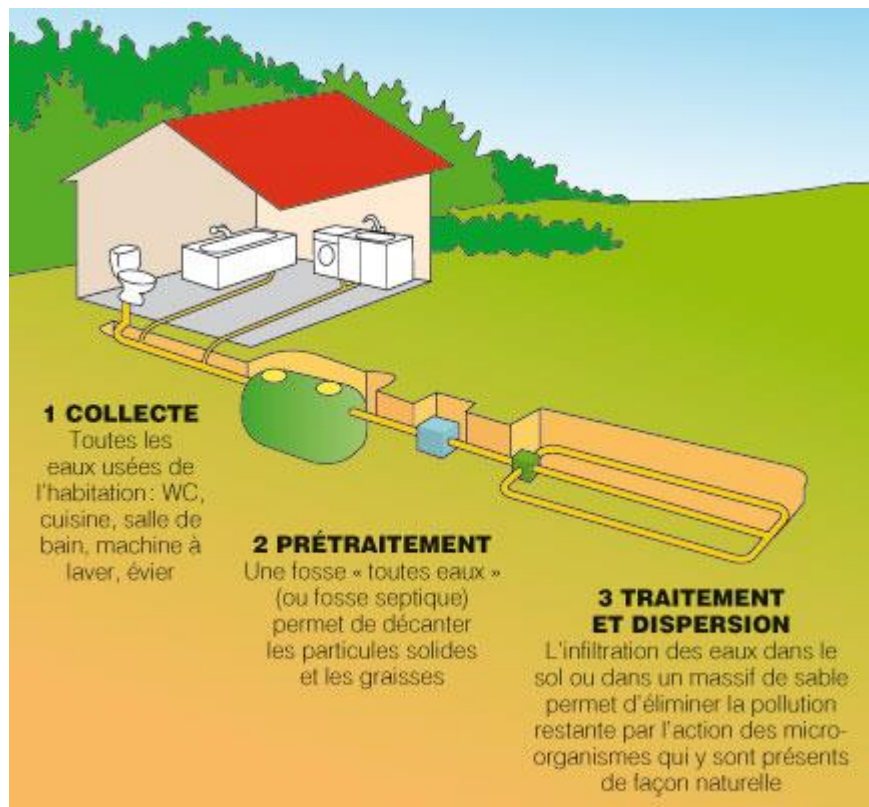 1 COLLECTE
Toutes les
eaux usées de
l'habitation: WC,
cuisine, salle de
bain, machine à
laver, évier
2 PRÉTRAITEMENT
Une fosse « toutes eaux »
(ou fosse septique)
permet de décanter
les particules solides
et les graisses
3 TRAITEMENT
ET DISPERSION
L'infiltration des eaux dans le
sol ou dans un massif de sable
permet d'éliminer la pollution
restante par l'action des micro-
organismes qui y sont présents
de façon naturelle